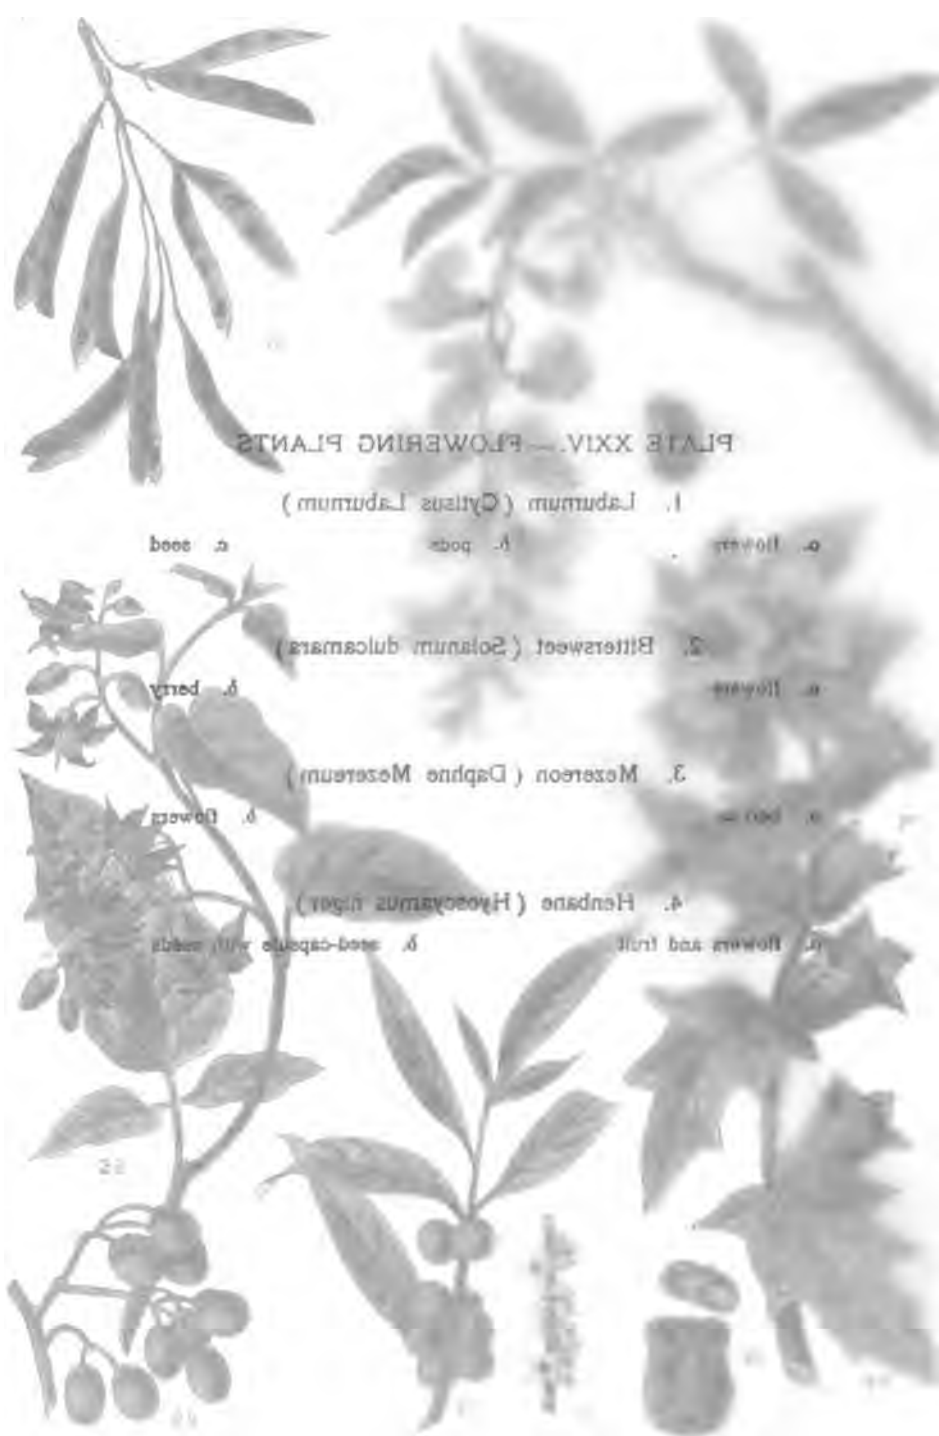 PLATE XXIV.—FLOWERING PLANTS
1. Laburnum (Cytisus Laburnum)
a. flowers b. pods c. seed
2. Bittersweet (Solanum dulcamara)
a. flowers b. berry
3. Mezereon (Daphne Mezereum)
a. b. flowers
4. Henbane (Hyoscyamus niger)
a. flowers and fruit b. seed-capsule with seeds